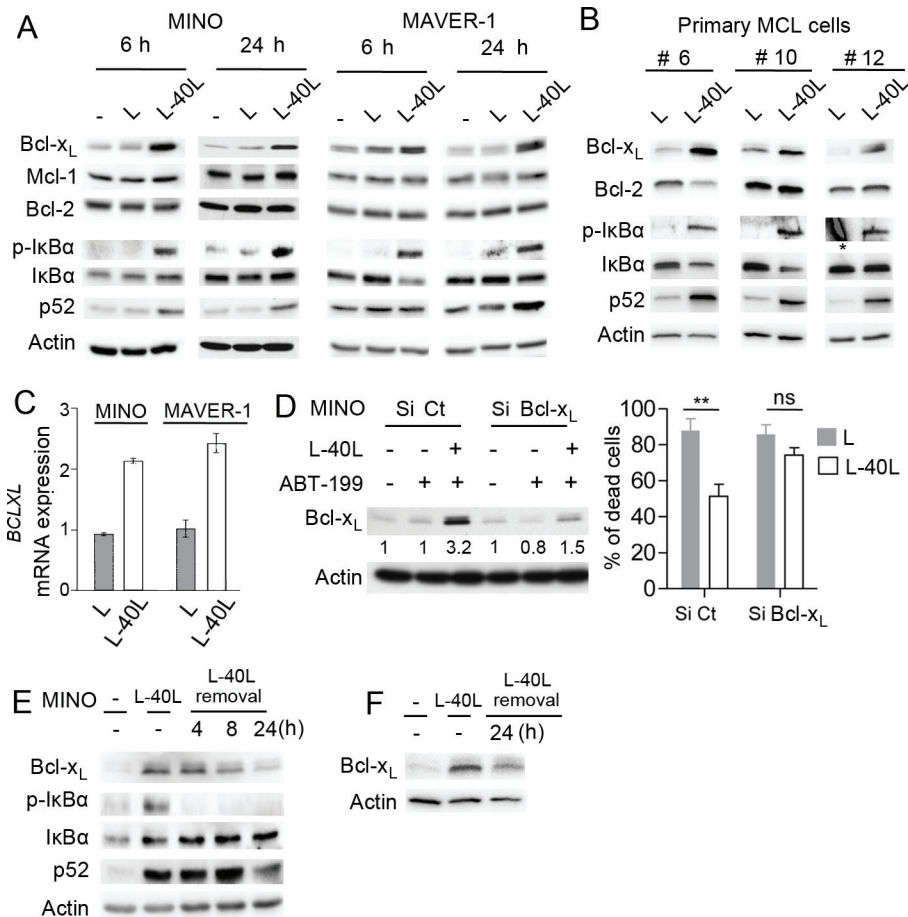 A
MINO
MAVER-1
6 h
24 h
6 h
24 h
- L L-40L
- L L-40L
- L L-40L
- L L-40L
Bcl-xL
Mcl-1
Bcl-2
p-IκBα
IκBα
p52
Actin
B
Primary MCL cells
# 6
# 10
# 12
L L-40L
L L-40L
L L-40L
Bcl-xL
Bcl-2
p-IκBα
*
IκBα
p52
Actin
C
BCLXL
mRNA expression
3
2
1
0
MINO
MAVER-1
L
L-40L
L
L-40L
D MINO
Si Ct
Si Bcl-xL
L-40L - - + - - +
ABT-199 - + + - + +
Bcl-xL
1 1 3.2 1 0.8 1.5
Actin
% of dead cells
100
80
60
40
20
0
**
ns
L
L-40L
Si Ct
Si Bcl-xL
E MINO
- L-40L L-40L removal
- - 4 8 24 (h)
Bcl-xL
p-IκBα
IκBα
p52
Actin
F
- L-40L L-40L removal
- - 24 (h)
Bcl-xL
Actin